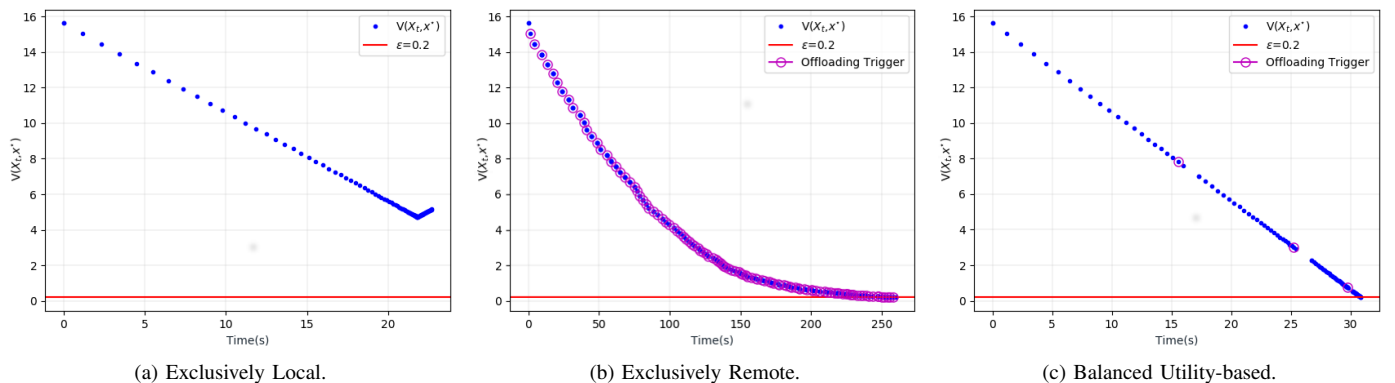 16
14
12
10
8
6
4
2
0
V(X_t,x*)
0 5 10 15 20
Time(s)
V(X_t,x*)
ε=0.2
(a) Exclusively Local.
16
14
12
10
8
6
4
2
0
V(X_t,x*)
0 50 100 150 200 250
Time(s)
V(X_t,x*)
ε=0.2
Offloading Trigger
(b) Exclusively Remote.
16
14
12
10
8
6
4
2
0
V(X_t,x*)
0 5 10 15 20 25 30
Time(s)
V(X_t,x*)
ε=0.2
Offloading Trigger
(c) Balanced Utility-based.